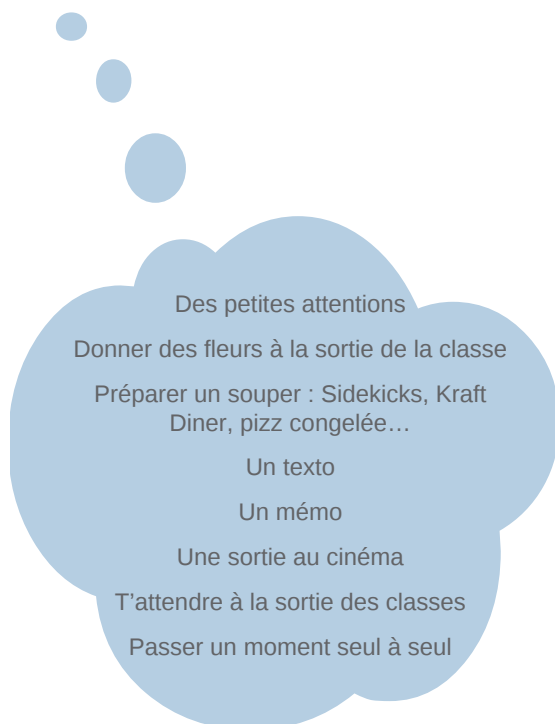 Des petites attentions
Donner des fleurs à la sortie de la classe
Préparer un souper : Sidekicks, Kraft
Diner, pizz congelée…
Un texto
Un mémo
Une sortie au cinéma
T’attendre à la sortie des classes
Passer un moment seul à seul